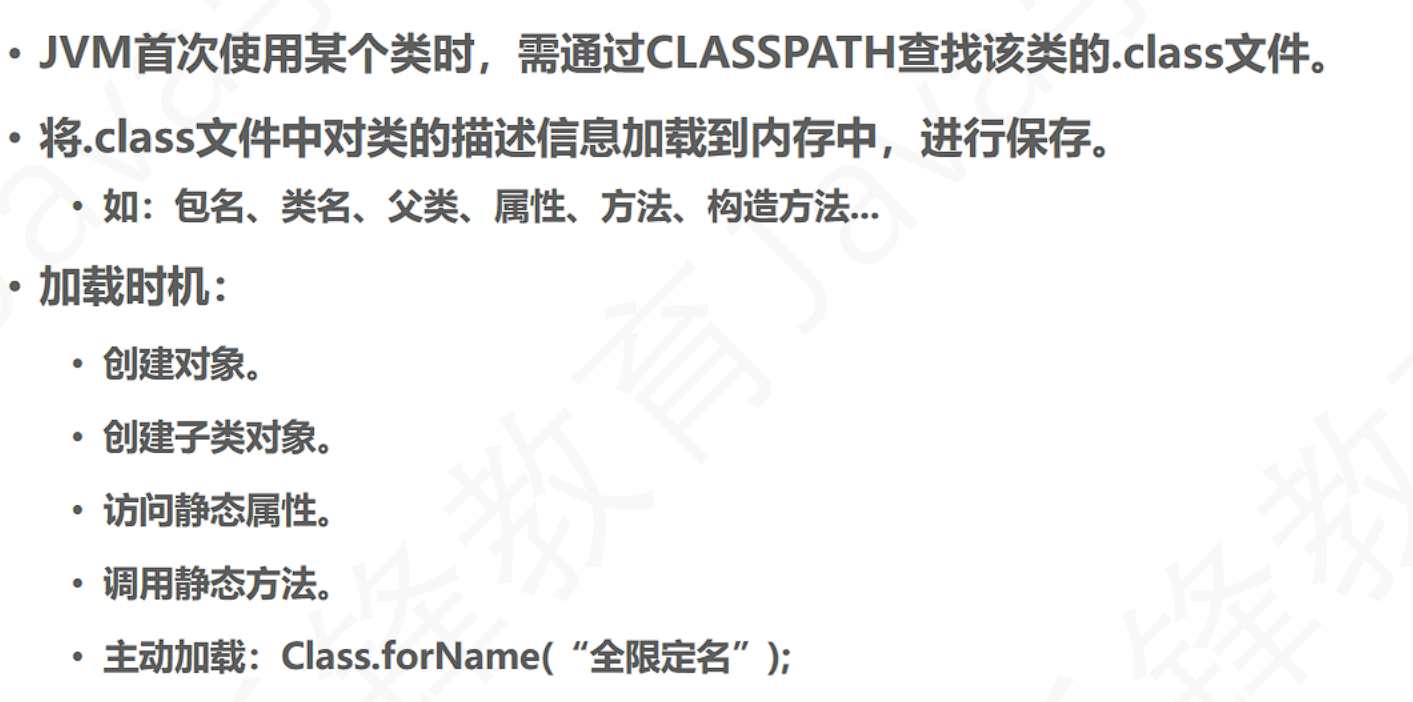 • JVM首次使用某个类时，需通过CLASSPATH查找该类的.class文件。
• 将.class文件中对类的描述信息加载到内存中，进行保存。
• 如：包名、类名、父类、属性、方法、构造方法...
• 加载时机：
• 创建对象。
• 创建子类对象。
• 访问静态属性。
• 调用静态方法。
• 主动加载：Class.forName(“全限定名”);